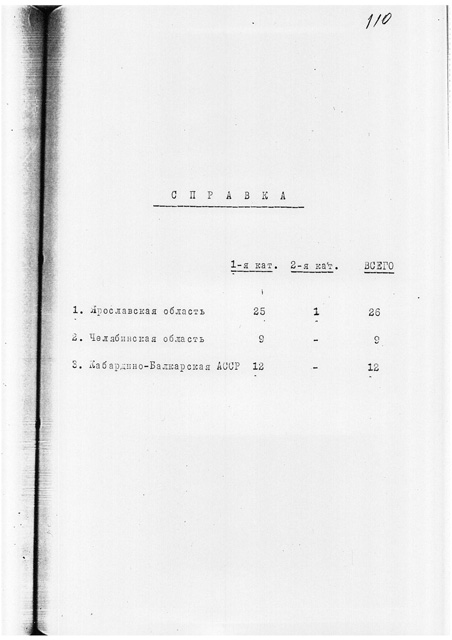 110
СПРАВКА
1-я кат. 2-я кат. ВСЕГО
1. Ярославская область 25 1 26
2. Челябинская область 9 - 9
3. Кабардино-Балкарская АССР 12 - 12